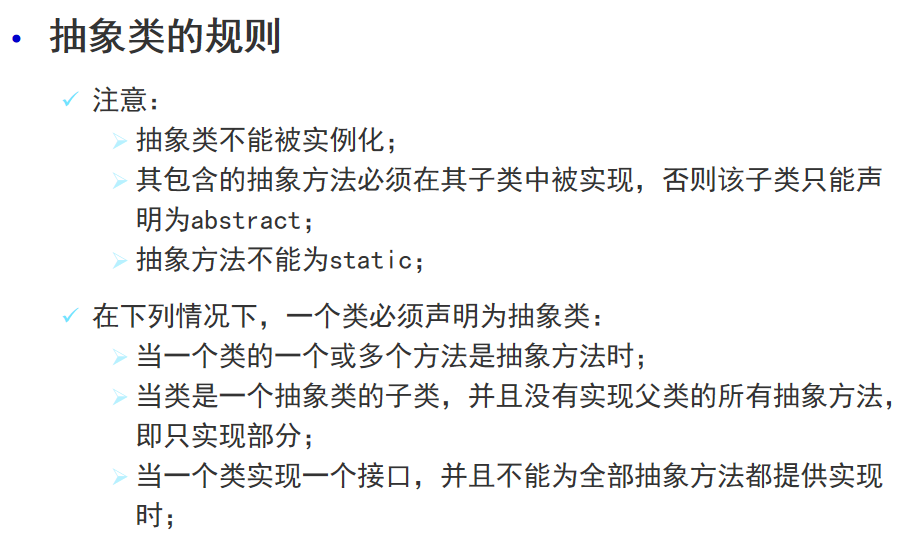 • 抽象类的规则
✓ 注意：
➢ 抽象类不能被实例化；
➢ 其包含的抽象方法必须在其子类中被实现，否则该子类只能声
明为abstract；
➢ 抽象方法不能为static；
✓ 在下列情况下，一个类必须声明为抽象类：
➢ 当一个类的一个或多个方法是抽象方法时；
➢ 当类是一个抽象类的子类，并且没有实现父类的所有抽象方法，
即只实现部分；
➢ 当一个类实现一个接口，并且不能为全部抽象方法都提供实现
时；